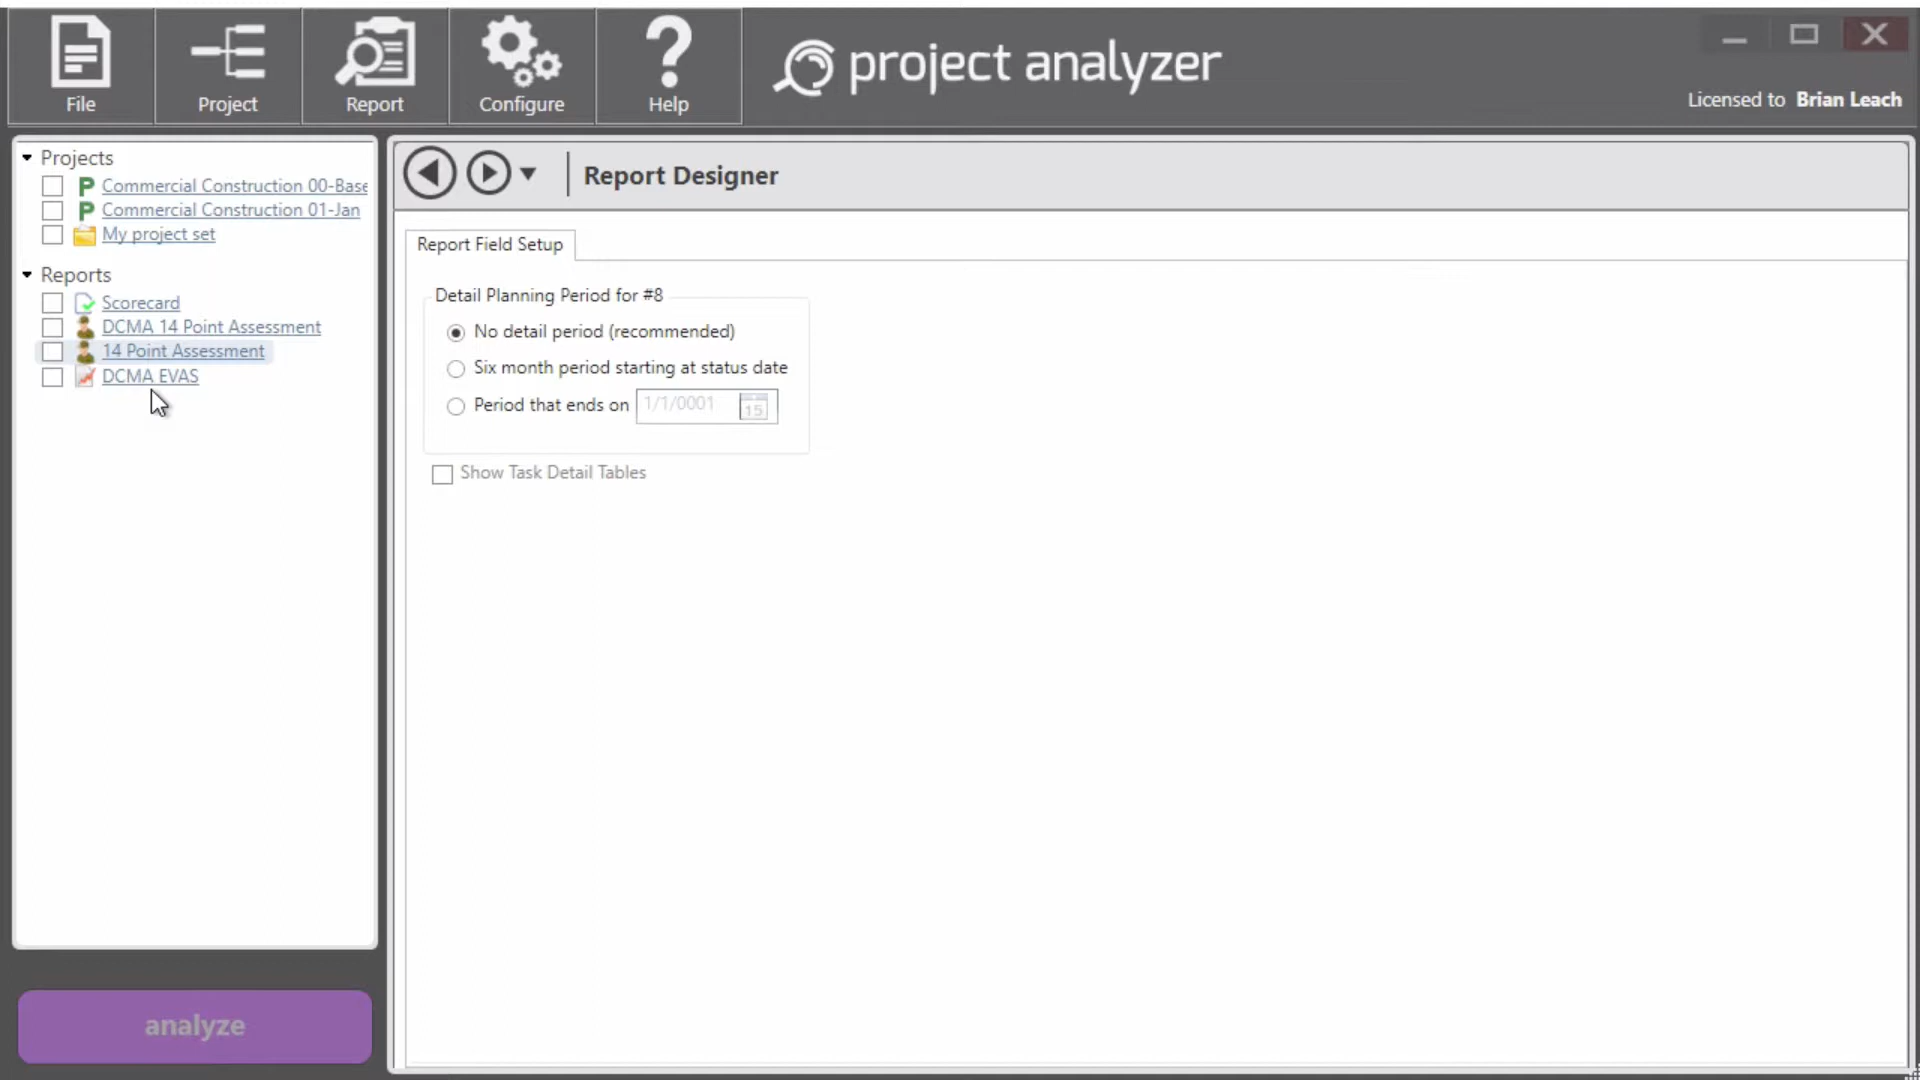 File
Project
Report
Configure
Help
project analyzer
Licensed to Brian Leach
Projects
P Commercial Construction 00-Base
P Commercial Construction 01-Jan
My project set
Reports
Scorecard
DCMA 14 Point Assessment
14 Point Assessment
DCMA EVAS
analyze
Report Designer
Report Field Setup
Detail Planning Period for #8
No detail period (recommended)
Six month period starting at status date
Period that ends on 1/1/0001 15
Show Task Detail Tables